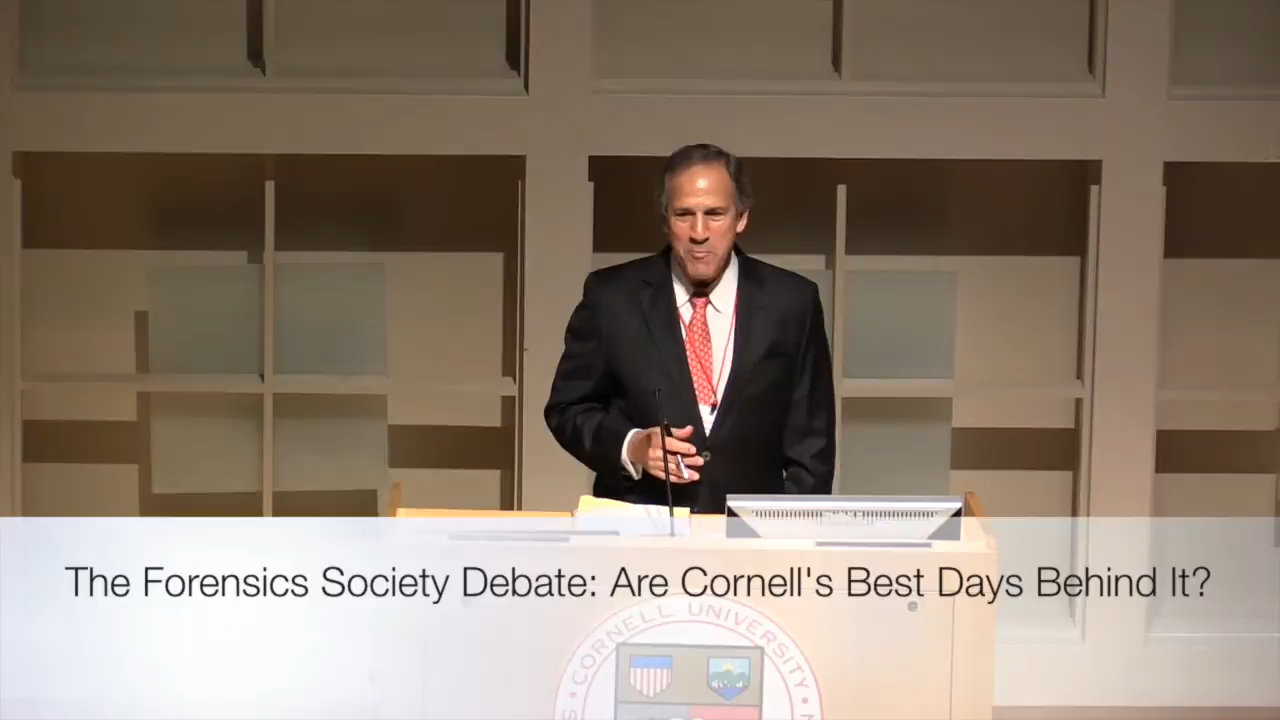 The Forensics Society Debate: Are Cornell's Best Days Behind It?
CORNELL UNIVERSITY